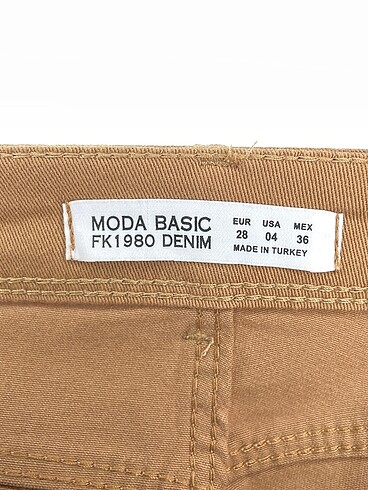 MODA BASIC
FK1980 DENIM
EUR USA MEX
28 04 36
MADE IN TURKEY